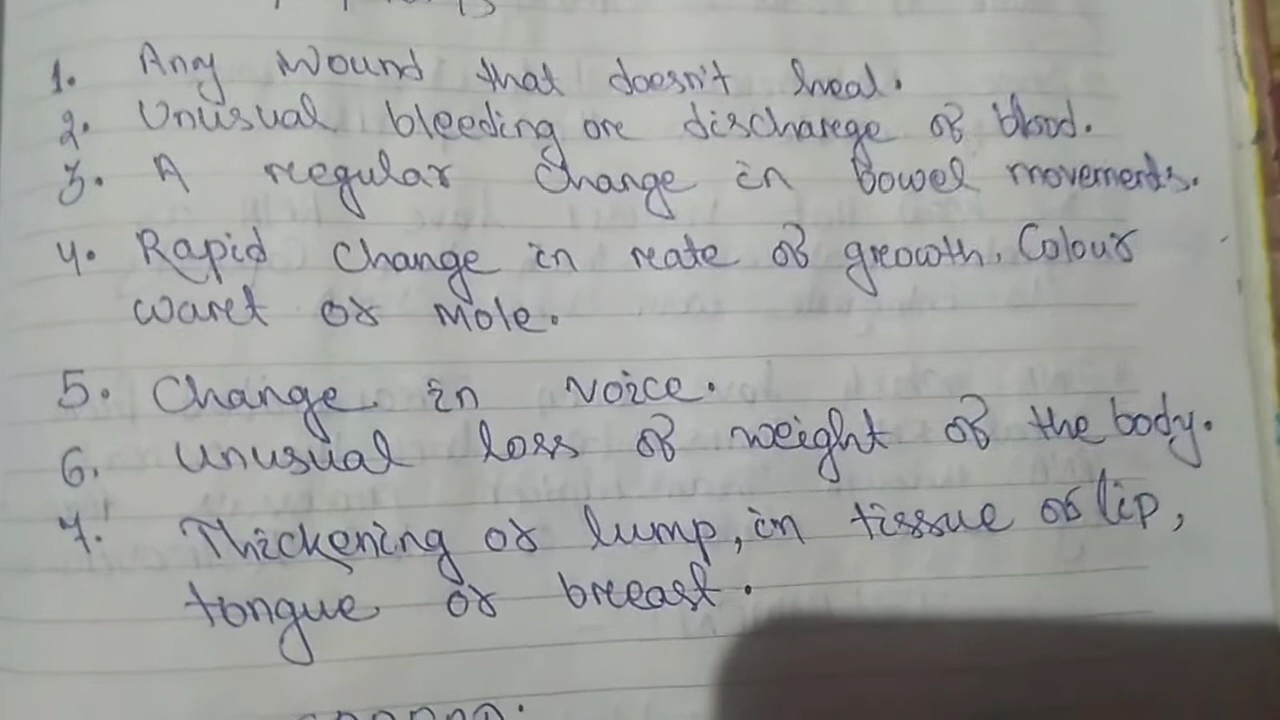 1. Any wound that doesn't heal.
2. Unusual bleeding or discharge of blood.
3. A regular change in Bowel movements.
4. Rapid change in rate of growth, Colour
wart or Mole.
5. Change in voice.
6. Unusual loss of weight of the body.
7. Thickening or lump, in tissue of lip,
tongue or breast.